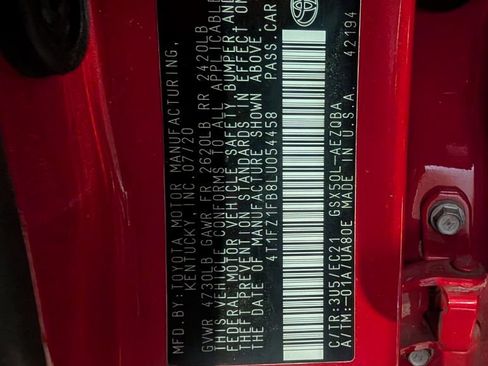 MFD.BY:TOYOTA MOTOR MANUFACTURING,
KENTUCKY, INC. 07/20
GVWR 4730LB GAWR FR 2620LB RR 2420LB
THIS VEHICLE CONFORMS TO ALL APPLICABLE
FEDERAL MOTOR VEHICLE SAFETY, BUMPER, AND
THEFT PREVENTION STANDARDS IN EFFECT ON
THE DATE OF MANUFACTURE SHOWN ABOVE.
4T1FZ1FB8LU054458 PASS.CAR
C/TR:3U5/EC21 GSX50L-AEZQBA
A/TM:-01A/UA80E MADE IN U.S.A. 42194